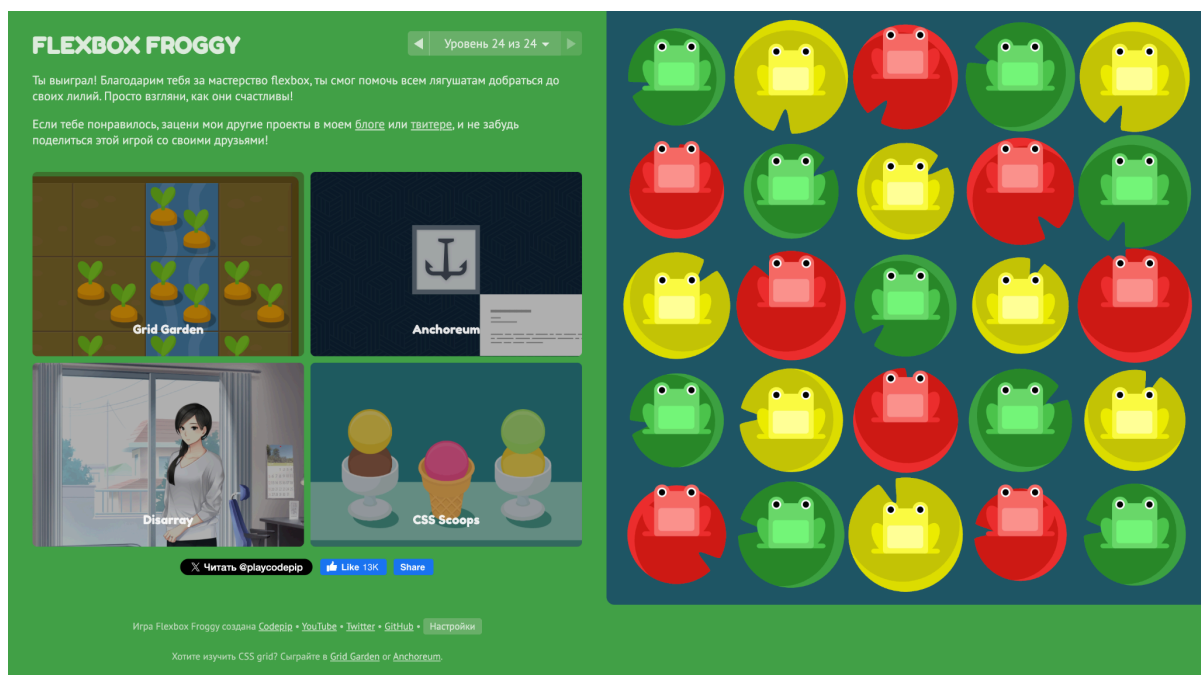 FLEXBOX FROGGY
Уровень 24 из 24
Ты выиграл! Благодарим тебя за мастерство flexbox, ты смог помочь всем лягушатам добраться до
своих лилий. Просто взгляни, как они счастливы!
Если тебе понравилось, зацени мои другие проекты в моем блоге или твитере, и не забудь
поделиться этой игрой со своими друзьями!
Grid Garden
Anchoreum
Disarray
CSS Scoops
Читать @playcodepip
Like 13K
Share
Игра Flexbox Froggy создана Codepip • YouTube • Twitter • GitHub • Настройки
Хотите изучить CSS grid? Сыграйте в Grid Garden or Anchoreum.